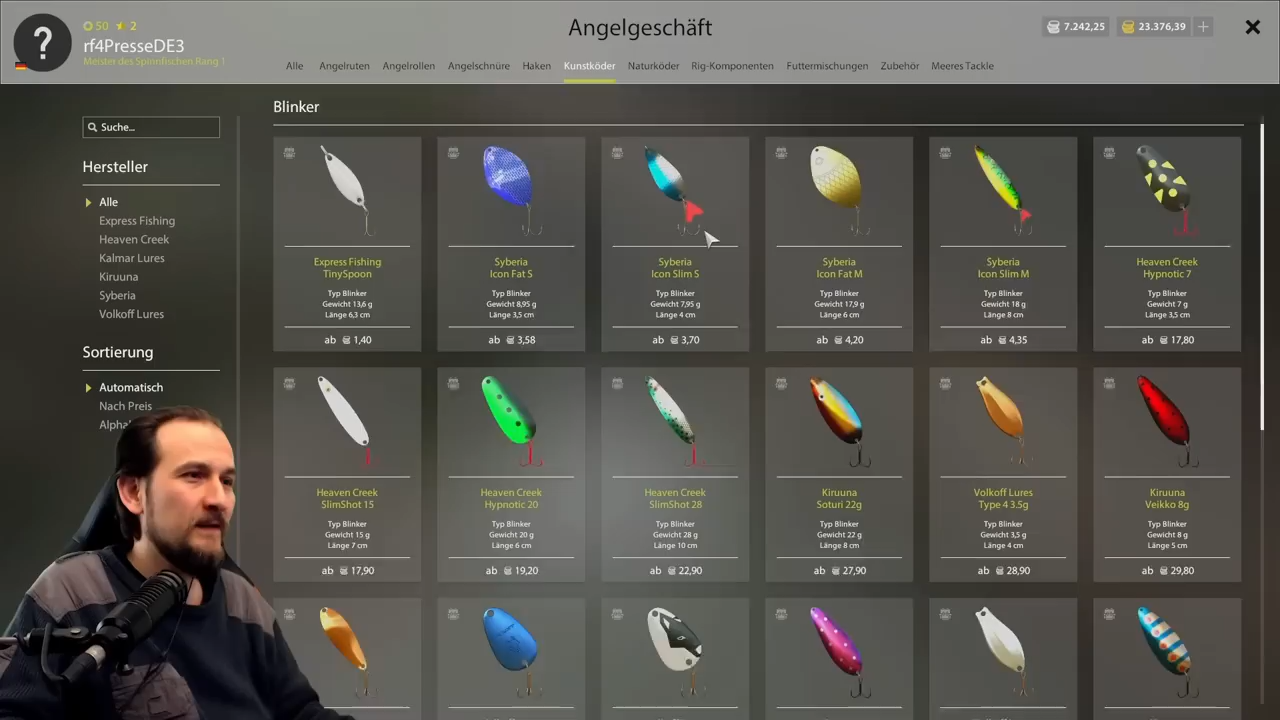 50 2
rf4PresseDE3
Meister des Spinnfischen Rang 1
Angelgeschäft
7.242,25
23.376,39
Alle Angelruten Angelrollen Angelschnüre Haken Kunstköder Naturköder Rig-Komponenten Futtermischungen Zubehör Meeres Tackle
Suche...
Hersteller
Alle
Express Fishing
Heaven Creek
Kalmar Lures
Kiruuna
Syberia
Volkoff Lures
Sortierung
Automatisch
Nach Preis
Blinker
Express Fishing
TinySpoon
Typ Blinker
Gewicht 13,6 g
Länge 6,3 cm
ab 1,40
Syberia
Icon Fat S
Typ Blinker
Gewicht 8,95 g
Länge 3,5 cm
ab 3,58
Syberia
Icon Slim S
Typ Blinker
Gewicht 7,95 g
Länge 4 cm
ab 3,70
Syberia
Icon Fat M
Typ Blinker
Gewicht 17,9 g
Länge 6 cm
ab 4,20
Syberia
Icon Slim M
Typ Blinker
Gewicht 18 g
Länge 8 cm
ab 4,35
Heaven Creek
Hypnotic 7
Typ Blinker
Gewicht 7 g
Länge 3,5 cm
ab 17,80
Heaven Creek
SlimShot 15
Typ Blinker
Gewicht 15 g
Länge 7 cm
ab 17,90
Heaven Creek
Hypnotic 20
Typ Blinker
Gewicht 20 g
Länge 6 cm
ab 19,20
Heaven Creek
SlimShot 28
Typ Blinker
Gewicht 28 g
Länge 10 cm
ab 22,90
Kiruuna
Soturi 22g
Typ Blinker
Gewicht 22 g
Länge 8 cm
ab 27,90
Volkoff Lures
Type 4 3.5g
Typ Blinker
Gewicht 3,5 g
Länge 4 cm
ab 28,90
Kiruuna
Veikko 8g
Typ Blinker
Gewicht 8 g
Länge 5 cm
ab 29,80